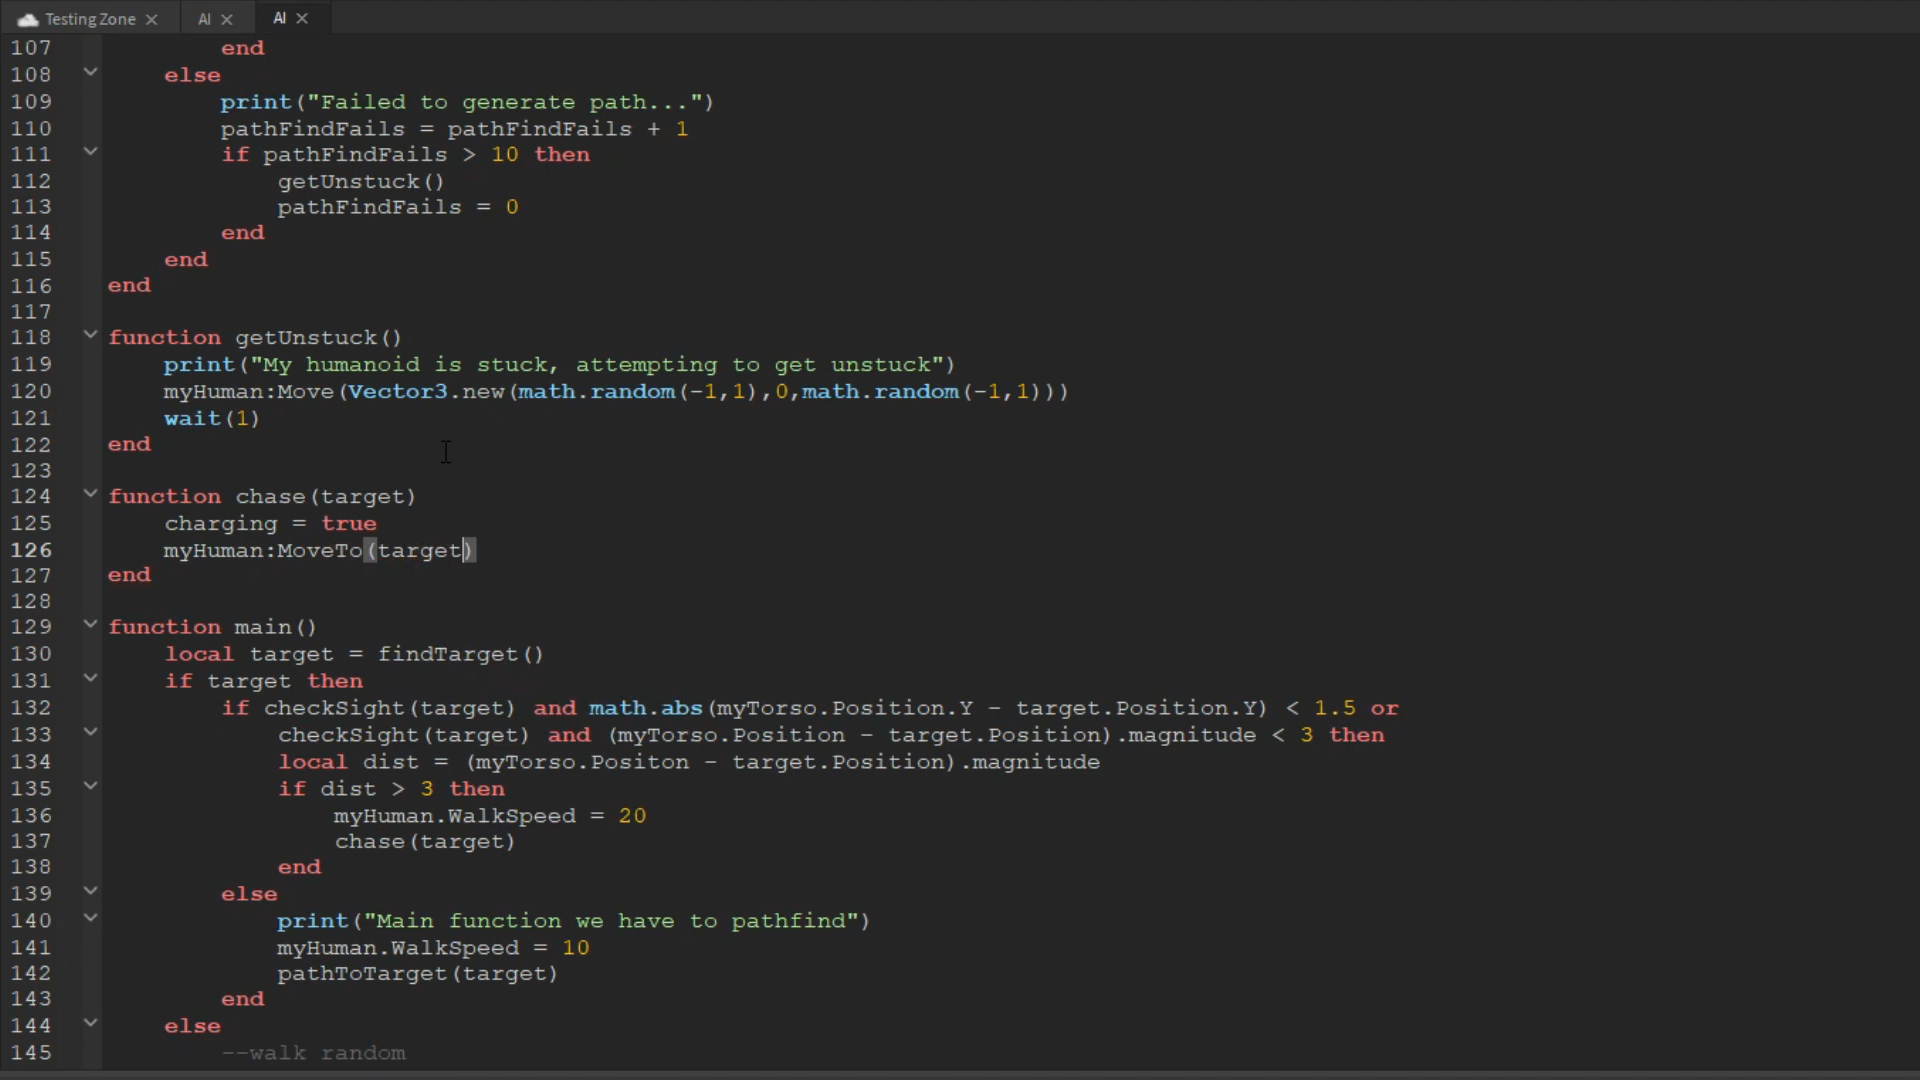 Testing Zone AI AI
107 end
108 else
109 print("Failed to generate path...")
110 pathFindFails = pathFindFails + 1
111 if pathFindFails > 10 then
112 getUnstuck()
113 pathFindFails = 0
114 end
115 end
116 end
117
118 function getUnstuck()
119 print("My humanoid is stuck, attempting to get unstuck")
120 myHuman:Move(Vector3.new(math.random(-1,1),0,math.random(-1,1)))
121 wait(1)
122 end
123
124 function chase(target)
125 charging = true
126 myHuman:MoveTo(target)
127 end
128
129 function main()
130 local target = findTarget()
131 if target then
132 if checkSight(target) and math.abs(myTorso.Position.Y - target.Position.Y) < 1.5 or
133 checkSight(target) and (myTorso.Position - target.Position).magnitude < 3 then
134 local dist = (myTorso.Positon - target.Position).magnitude
135 if dist > 3 then
136 myHuman.WalkSpeed = 20
137 chase(target)
138 end
139 else
140 print("Main function we have to pathfind")
141 myHuman.WalkSpeed = 10
142 pathToTarget(target)
143 end
144 else
145 --walk random